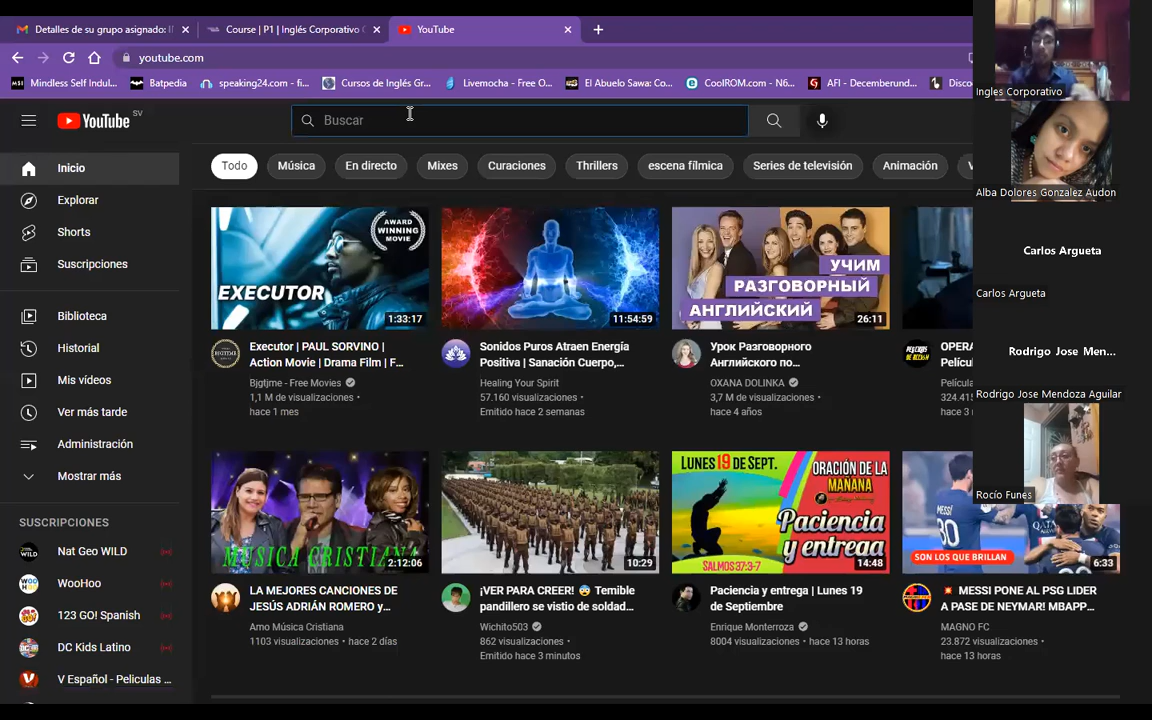 Detalles de su grupo asignado: I
Course | P1 | Inglés Corporativo
YouTube
youtube.com
Mindless Self Indul...
Batpedia
speaking24.com - fi...
Cursos de Inglés Gr...
Livemocha - Free O...
El Abuelo Sawa: Co...
CoolROM.com - N6...
AFI - Decemberund...
Disco
YouTube SV
Buscar
Inicio
Explorar
Shorts
Suscripciones
Biblioteca
Historial
Mis vídeos
Ver más tarde
Administración
Mostrar más
SUSCRIPCIONES
Nat Geo WILD
WooHoo
123 GO! Spanish
DC Kids Latino
V Español - Peliculas ...
Todo
Música
En directo
Mixes
Curaciones
Thrillers
escena fílmica
Series de televisión
Animación
AWARD
WINNING
MOVIE
EXECUTOR
1:33:17
Executor | PAUL SORVINO |
Action Movie | Drama Film | F...
Bjgtjme - Free Movies
1,1 M de visualizaciones •
hace 1 mes
11:54:59
Sonidos Puros Atraen Energía
Positiva | Sanación Cuerpo,...
Healing Your Spirit
57.160 visualizaciones •
Emitido hace 2 semanas
УЧИМ
РАЗГОВОРНЫЙ
АНГЛИЙСКИЙ
26:11
Урок Разговорного
Английского по...
OXANA DOLINKA
3,7 M de visualizaciones •
hace 4 años
OPERA
Pelícu
Película
324.415
hace 3
MUSICA CRISTIANA
2:12:06
LA MEJORES CANCIONES DE
JESÚS ADRIÁN ROMERO y...
Amo Música Cristiana
1103 visualizaciones • hace 2 días
10:29
¡VER PARA CREER! 😨 Temible
pandillero se vistio de soldad...
Wichito503
862 visualizaciones •
Emitido hace 3 minutos
LUNES 19 DE SEPT.
ORACIÓN DE LA
MAÑANA
Paciencia
y entrega
SALMOS 37:3-7
14:48
Paciencia y entrega | Lunes 19
de Septiembre
Enrique Monterroza
8004 visualizaciones • hace 13 horas
30
SON LOS QUE BRILLAN
6:33
💥 MESSI PONE AL PSG LIDER
A PASE DE NEYMAR! MBAPP...
MAGNO FC
23.872 visualizaciones •
hace 13 horas
Ingles Corporativo
Alba Dolores Gonzalez Audon
Carlos Argueta
Carlos Argueta
Rodrigo Jose Men...
Rodrigo Jose Mendoza Aguilar
Rocío Funes